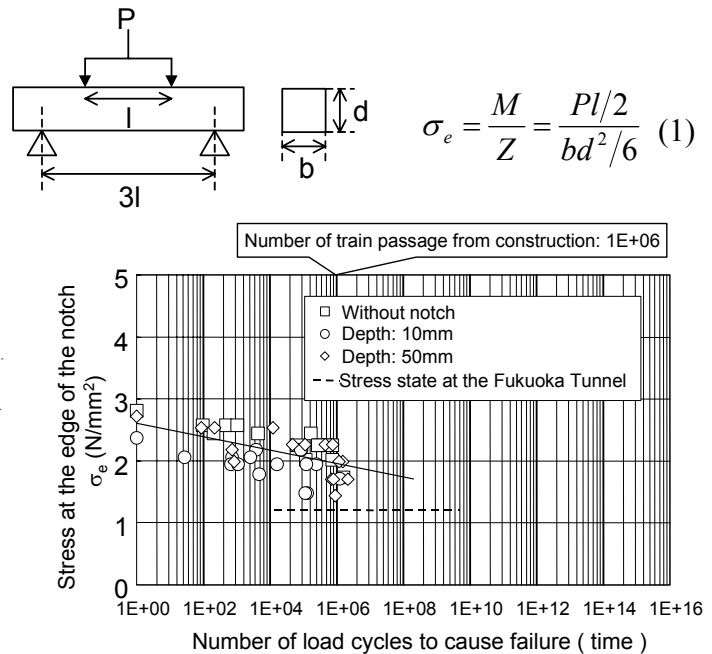 P
l
3l
d
b
σe = M/Z = (Pl/2)/(bd²/6) (1)
Number of train passage from construction: 1E+06
Without notch
Depth: 10mm
Depth: 50mm
Stress state at the Fukuoka Tunnel
Stress at the edge of the notch
σe (N/mm²)
5
4
3
2
1
0
1E+00 1E+02 1E+04 1E+06 1E+08 1E+10 1E+12 1E+14 1E+16
Number of load cycles to cause failure ( time )